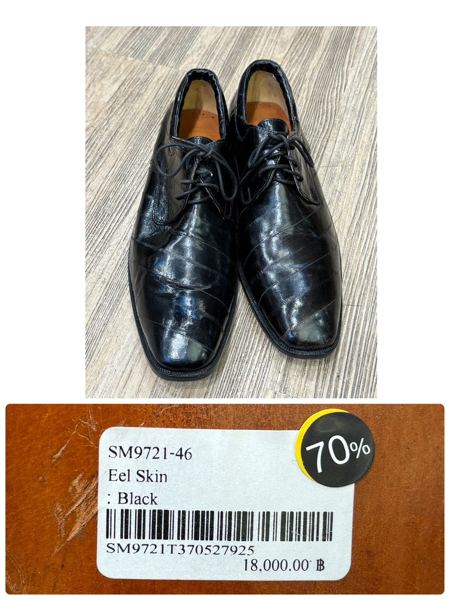 SM9721-46
Eel Skin
: Black
SM9721T370527925
18,000.00 ฿
70%